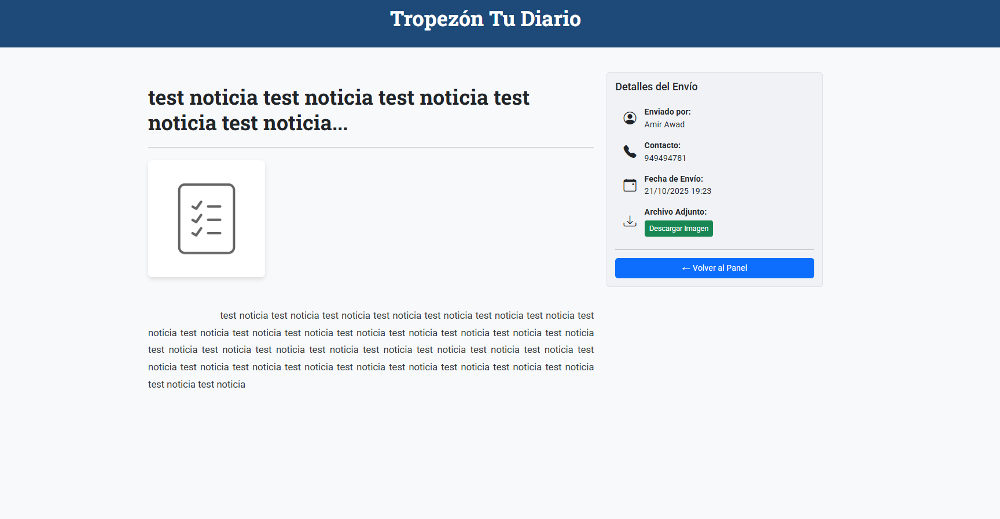 Tropezón Tu Diario
test noticia test noticia test noticia test
noticia test noticia...
test noticia test noticia test noticia test noticia test noticia test noticia test noticia test
noticia test noticia test noticia test noticia test noticia test noticia test noticia test noticia test noticia
test noticia test noticia test noticia test noticia test noticia test noticia test noticia test noticia test
noticia test noticia test noticia test noticia test noticia test noticia test noticia test noticia test noticia
test noticia test noticia
Detalles del Envío
Enviado por:
Amir Awad
Contacto:
949494781
Fecha de Envío:
21/10/2025 19:23
Archivo Adjunto:
Descargar Imagen
← Volver al Panel